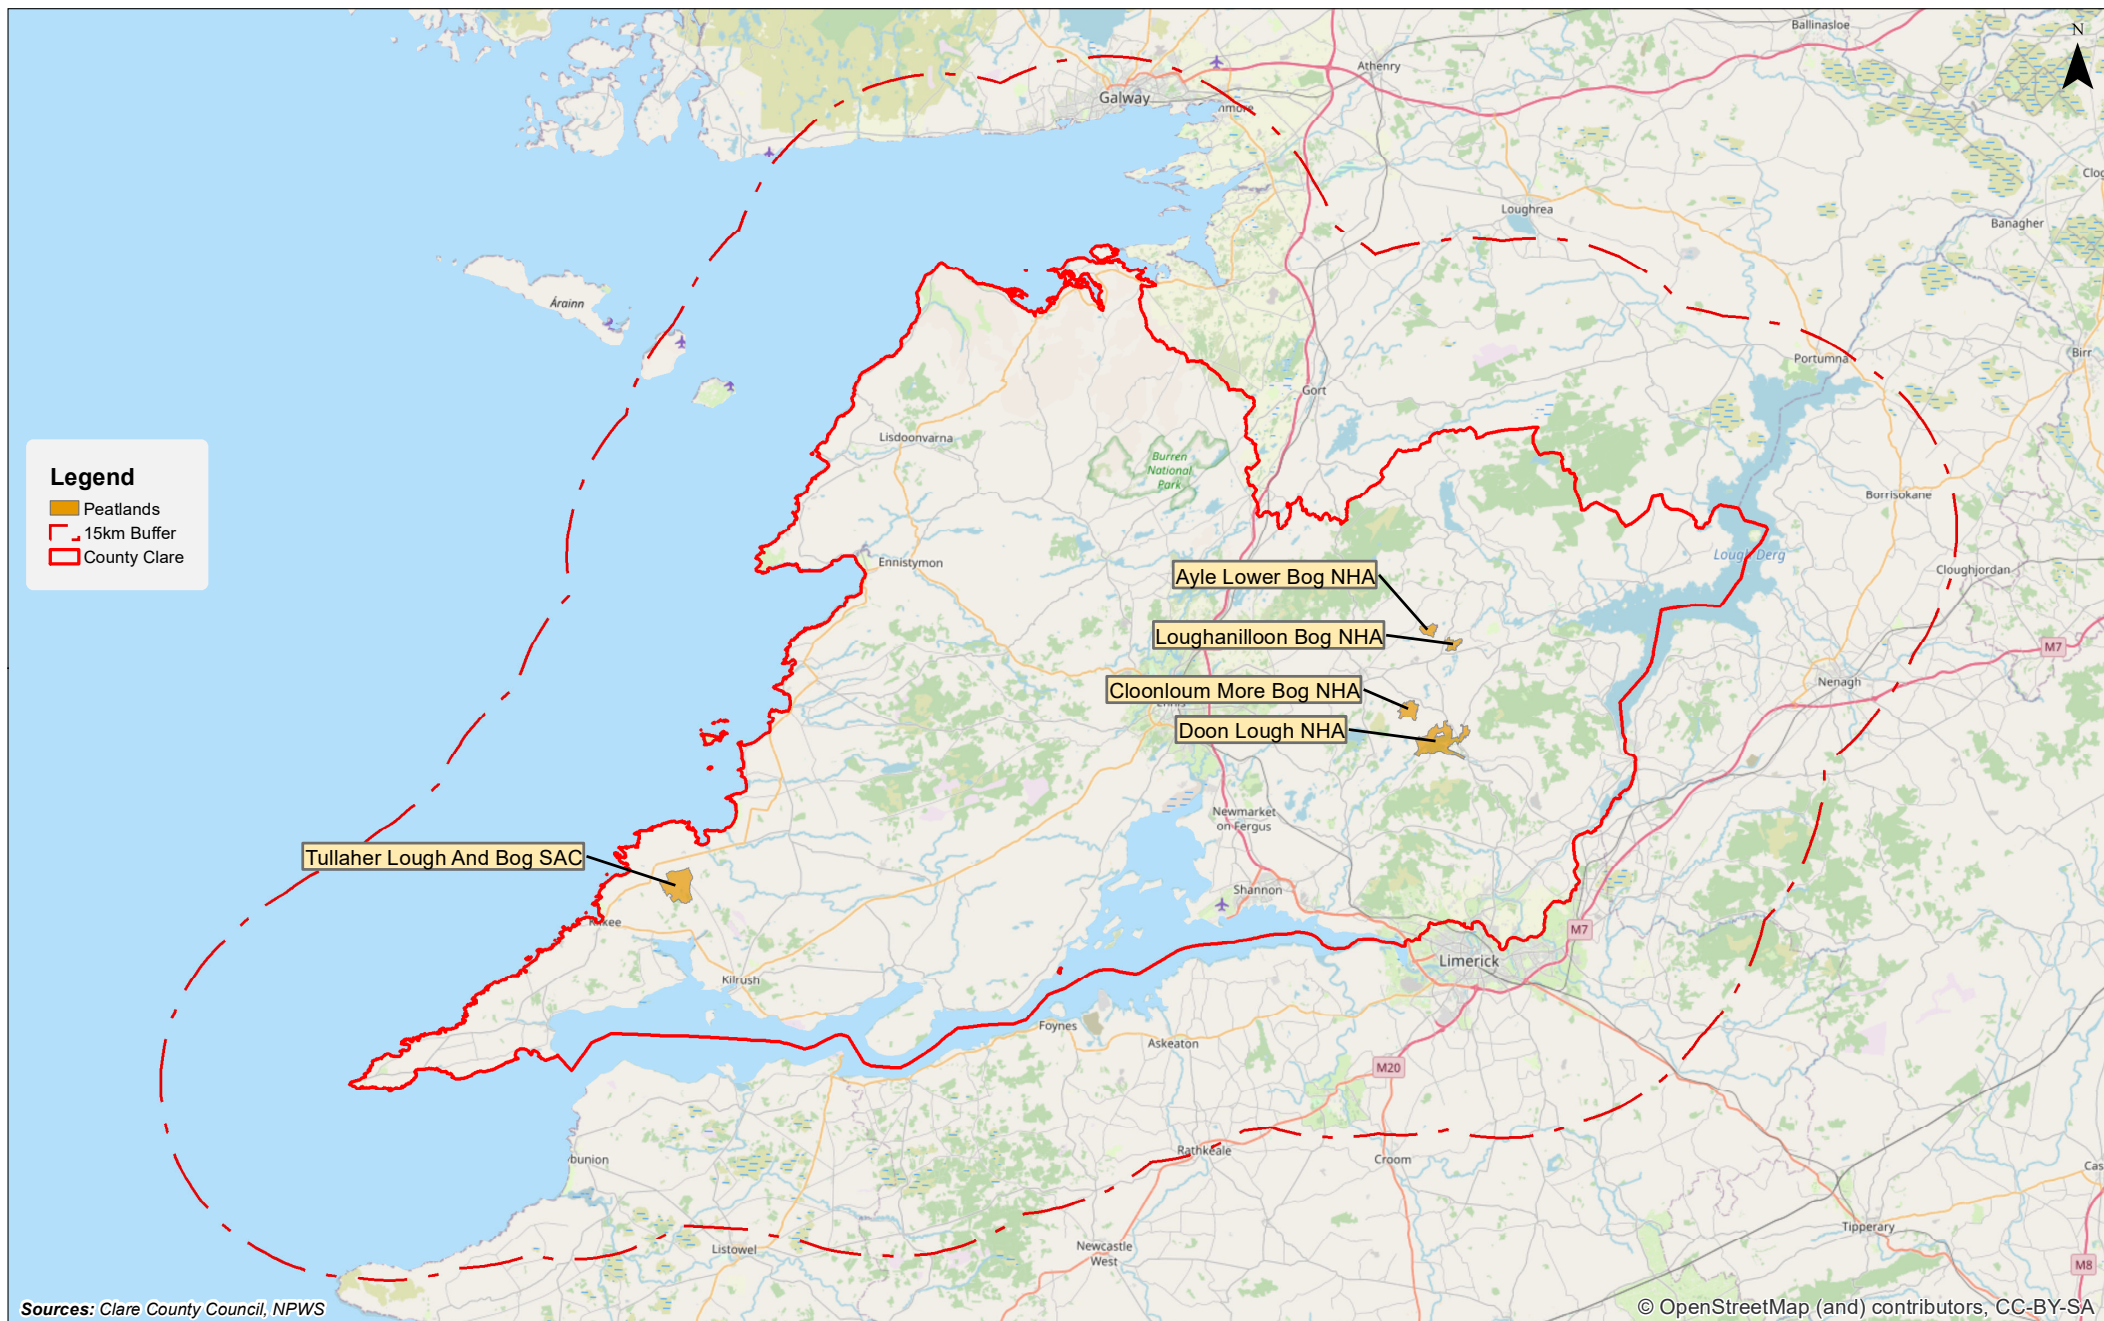 Ballinasloe
N
Athenry
Galway
Loughrea
Banagher
Árainn
Birr
Portumna
Gort
Lisdoonvarna
Burren
National
Park
Legend
Peatlands
15km Buffer
County Clare
Borrisokane
Lough Derg
Ennistymon
Cloughjordan
Ayle Lower Bog NHA
Loughanilloon Bog NHA
M7
Nenagh
Cloonloum More Bog NHA
Doon Lough NHA
Newmarket
on Fergus
Tullaher Lough And Bog SAC
Shannon
M7
Limerick
Kilrush
Foynes
Askeaton
M20
Rathkeale
Croom
bunion
Cas
Tipperary
Listowel
Newcastle
West
M8
Sources: Clare County Council, NPWS
© OpenStreetMap (and) contributors, CC-BY-SA